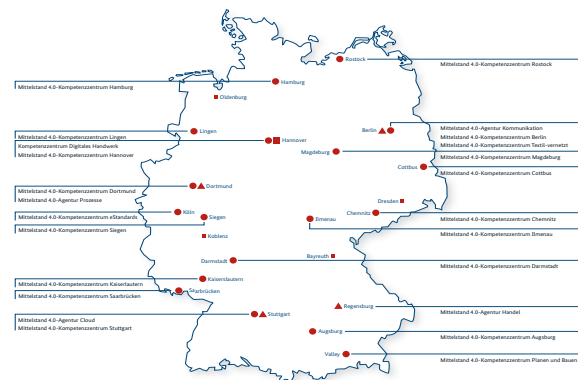 Rostock
Mittelstand 4.0-Kompetenzzentrum Rostock
Hamburg
Mittelstand 4.0-Kompetenzzentrum Hamburg
Oldenburg
Lingen
Berlin
Mittelstand 4.0-Agentur Kommunikation
Mittelstand 4.0-Kompetenzzentrum Lingen
Mittelstand 4.0-Kompetenzzentrum Berlin
Hannover
Kompetenzzentrum Digitales Handwerk
Mittelstand 4.0-Kompetenzzentrum Textil-vernetzt
Mittelstand 4.0-Kompetenzzentrum Hannover
Magdeburg
Mittelstand 4.0-Kompetenzzentrum Magdeburg
Cottbus
Mittelstand 4.0-Kompetenzzentrum Cottbus
Dortmund
Mittelstand 4.0-Kompetenzzentrum Dortmund
Mittelstand 4.0-Agentur Prozesse
Dresden
Köln
Chemnitz
Mittelstand 4.0-Kompetenzzentrum eStandards
Siegen
Ilmenau
Mittelstand 4.0-Kompetenzzentrum Chemnitz
Mittelstand 4.0-Kompetenzzentrum Siegen
Koblenz
Mittelstand 4.0-Kompetenzzentrum Ilmenau
Bayreuth
Darmstadt
Mittelstand 4.0-Kompetenzzentrum Darmstadt
Kaiserslautern
Mittelstand 4.0-Kompetenzzentrum Kaiserlautern
Saarbrücken
Mittelstand 4.0-Kompetenzzentrum Saarbrücken
Regensburg
Mittelstand 4.0-Agentur Handel
Stuttgart
Mittelstand 4.0-Agentur Cloud
Mittelstand 4.0-Kompetenzzentrum Stuttgart
Augsburg
Mittelstand 4.0-Kompetenzzentrum Augsburg
Valley
Mittelstand 4.0-Kompetenzzentrum Planen und Bauen